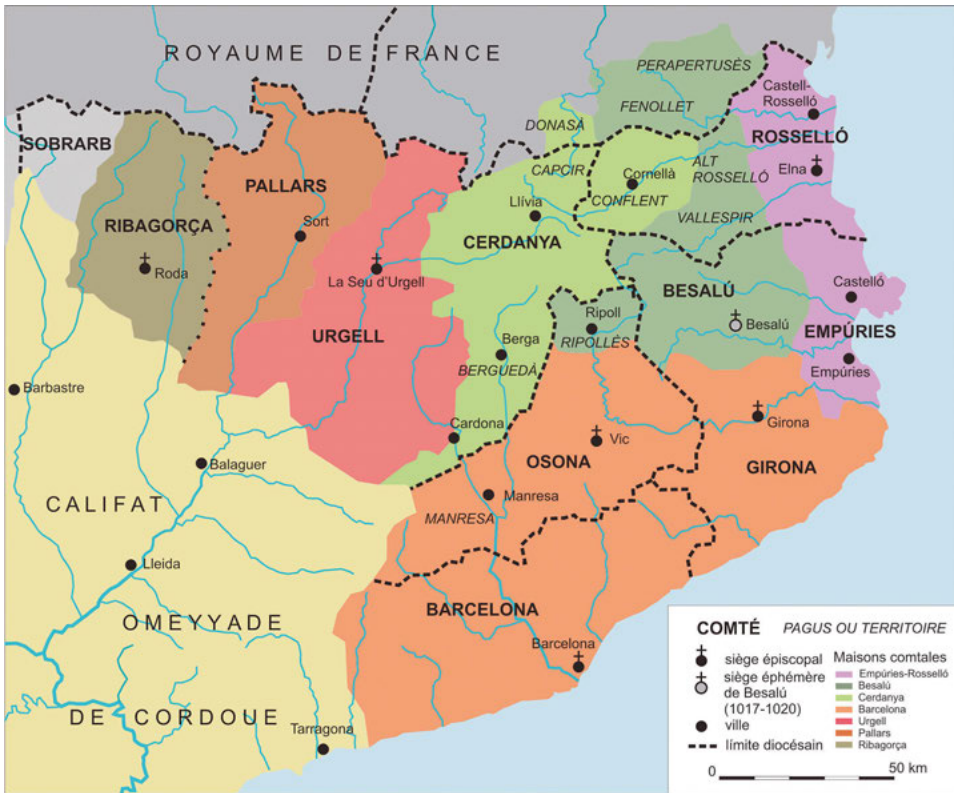 ROYAUME DE FRANCE
PERAPERTUSÈS
Castell-
Rosselló
FENOLLET
SOBRARB
DONASÀ
ROSSELLÓ
CAPCIR
ALT
ROSSELLÓ
Elna
PALLARS
Cornellà
CONFLENT
RIBAGORÇA
Sort
Llívia
VALLESPIR
CERDANYA
Roda
La Seu d'Urgell
BESALÚ
Castelló
URGELL
Ripoll
Besalú
EMPÚRIES
RIPOLLÈS
Berga
BERGUEDÀ
Empúries
Barbastre
Cardona
Vic
Girona
OSONA
GIRONA
Balaguer
CALIFAT
Manresa
MANRESA
Lleida
OMEYYADE
BARCELONA
Barcelona
DE CORDOUE
Tarragona
COMTÉ PAGUS OU TERRITOIRE
siège épiscopal
siège éphémère
de Besalú
(1017-1020)
ville
límite diocésain
Maisons comtales
Empúries-Rosselló
Besalú
Cerdanya
Barcelona
Urgell
Pallars
Ribagorça
0 50 km